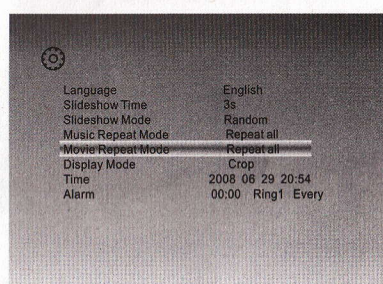 Language English
Slideshow Time 3s
Slideshow Mode Random
Music Repeat Mode Repeat all
Movie Repeat Mode Repeat all
Display Mode Crop
Time 2008 06 29 20:54
Alarm 00:00 Ring1 Every